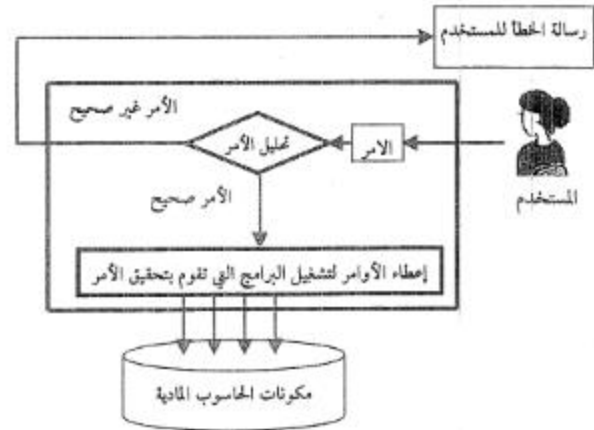 رسالة الخطأ للمستخدم
الأمر غير صحيح
تحليل الأمر
الامر
المستخدم
الأمر صحيح
إعطاء الأوامر لتشغيل البرامج التي تقوم بتحقيق الأمر
مكونات الحاسوب المادية